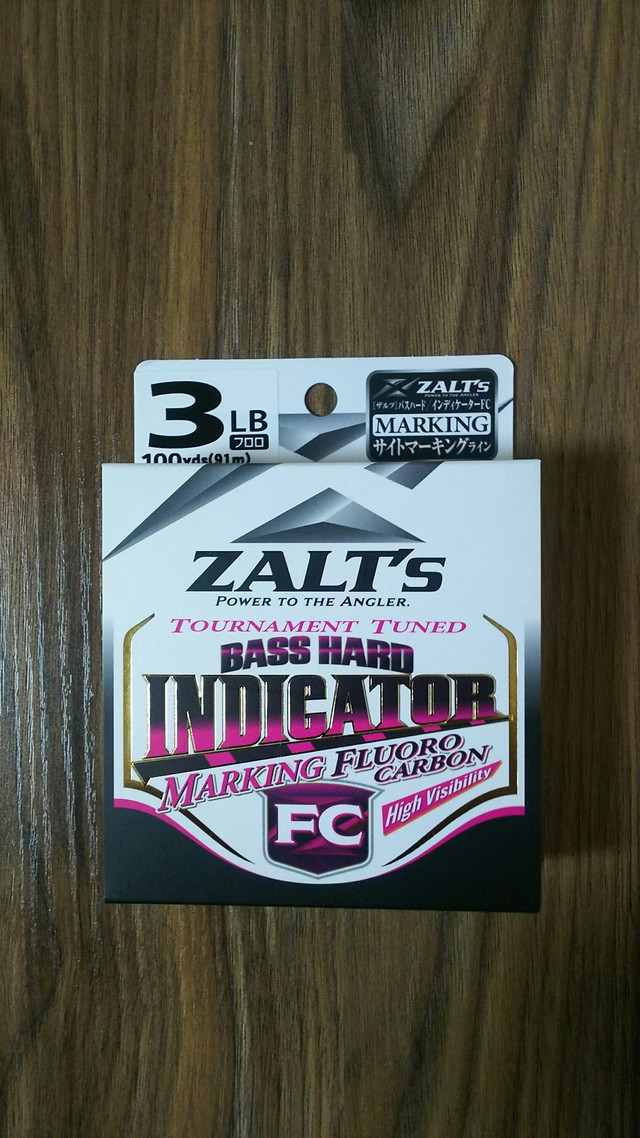 3LB
フロロ
100yds(91m)
ZALT's
POWER TO THE ANGLER.
[ザルツ]バスハード/インディケーターFC
MARKING
サイトマーキングライン
ZALT's
POWER TO THE ANGLER.
TOURNAMENT TUNED
BASS HARD
INDICATOR
MARKING FLUORO
CARBON
High Visibility
FC